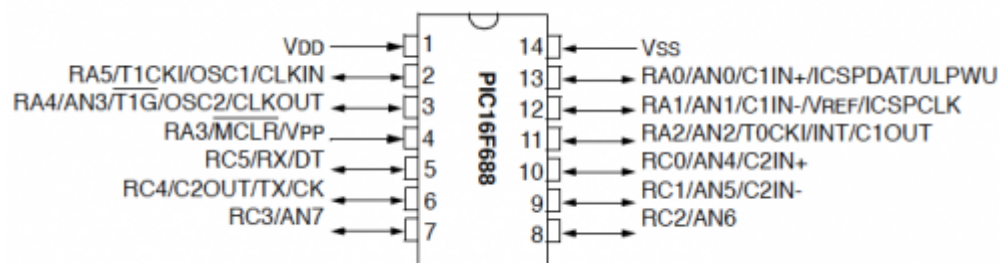 VDD 1 14 VSS
RA5/T1CKI/OSC1/CLKIN 2 13 RA0/AN0/C1IN+/ICSPDAT/ULPWU
RA4/AN3/T1G/OSC2/CLKOUT 3 12 RA1/AN1/C1IN-/VREF/ICSPCLK
RA3/MCLR/VPP 4 11 RA2/AN2/T0CKI/INT/C1OUT
RC5/RX/DT 5 10 RC0/AN4/C2IN+
RC4/C2OUT/TX/CK 6 9 RC1/AN5/C2IN-
RC3/AN7 7 8 RC2/AN6
PIC16F688